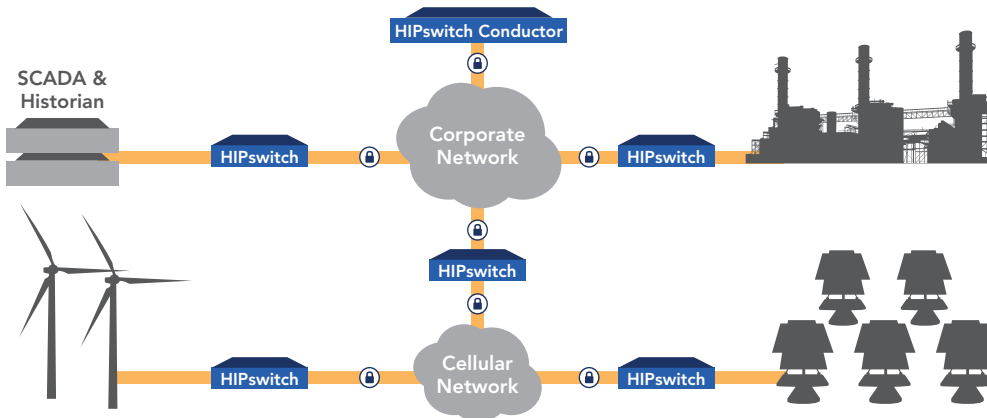 HIPswitch Conductor
SCADA &
Historian
Corporate
Network
HIPswitch
HIPswitch
HIPswitch
Cellular
Network
HIPswitch
HIPswitch